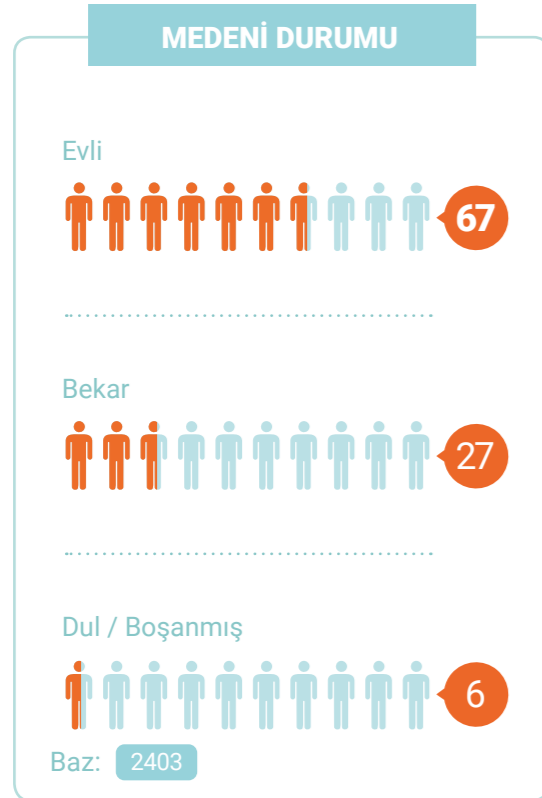 MEDENİ DURUMU
Evli
67
Bekar
27
Dul / Boşanmış
6
Baz: 2403